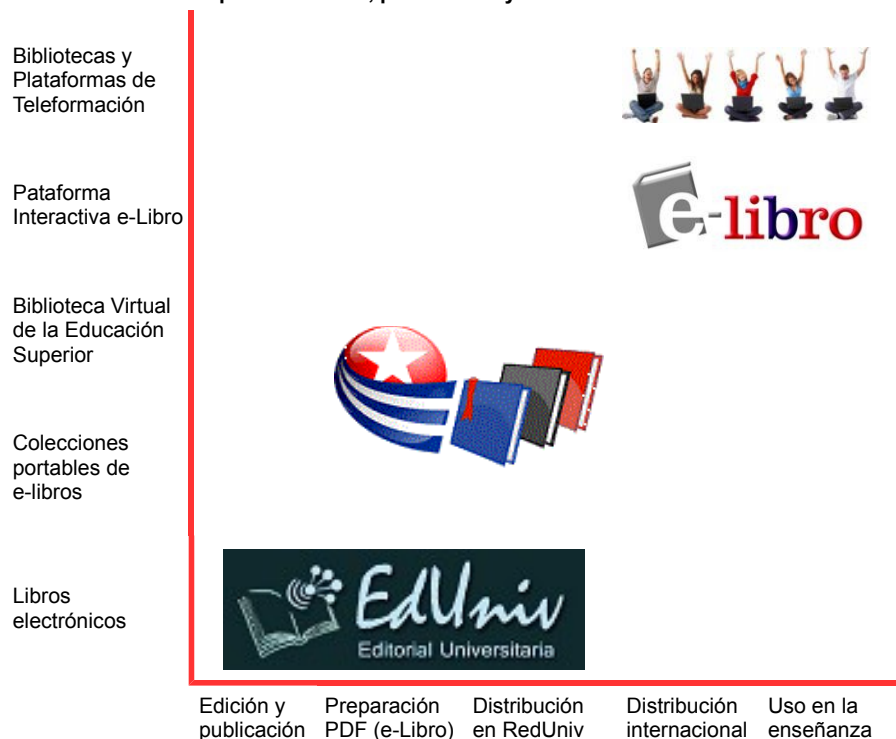 Bibliotecas y
Plataformas de
Teleformación
Pataforma
Interactiva e-Libro
e-libro
Biblioteca Virtual
de la Educación
Superior
Colecciones
portables de
e-libros
Libros
electrónicos
EdUniv
Editorial Universitaria
Edición y
publicación
Preparación
PDF (e-Libro)
Distribución
en RedUniv
Distribución
internacional
Uso en la
enseñanza